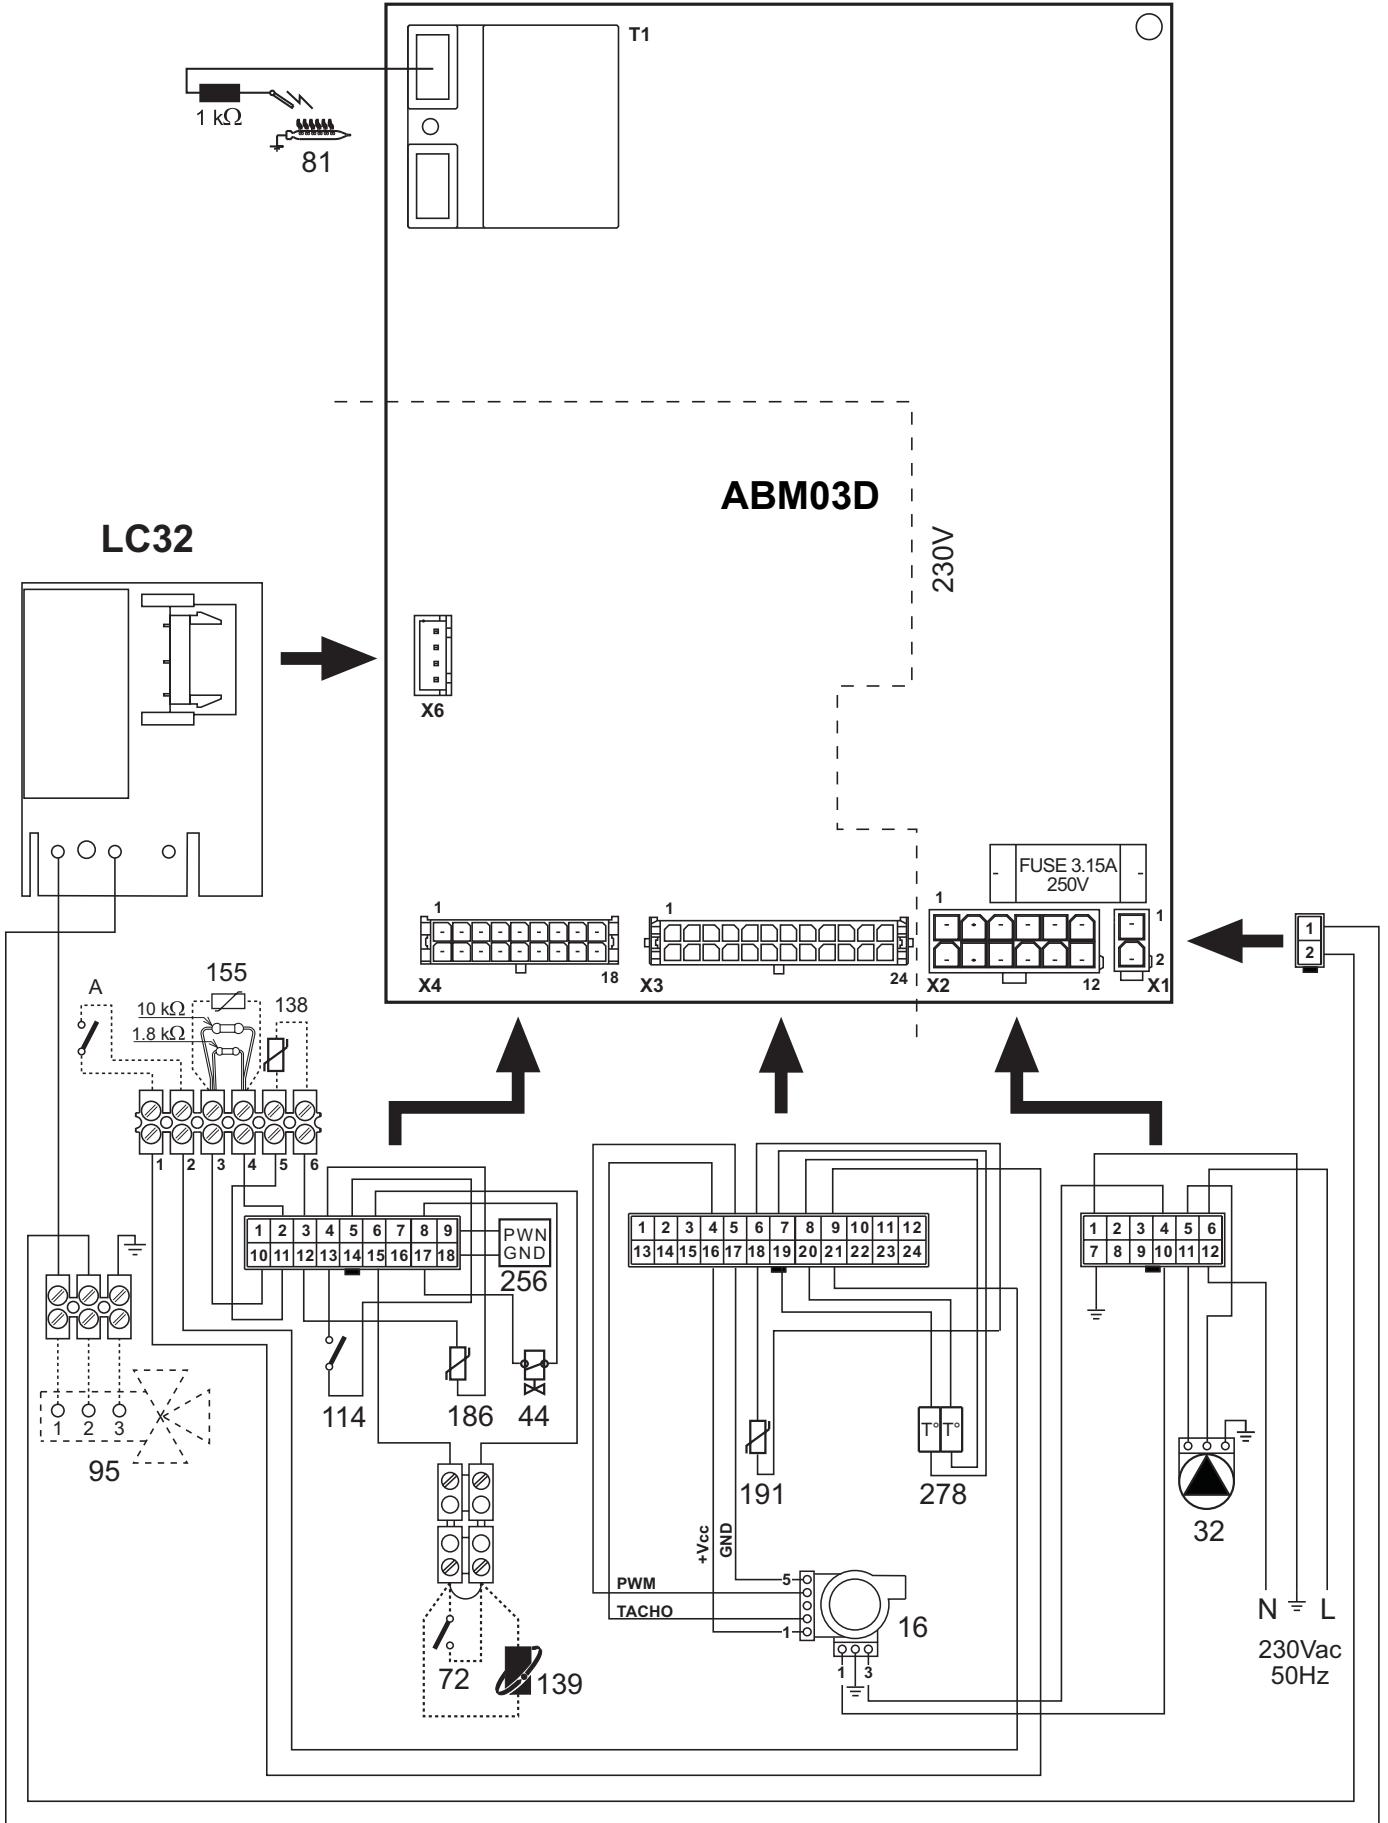 T1
1 kΩ
81
ABM03D
230V
LC32
X6
FUSE 3.15A
250V
1
1
1
1
2
X4
18
X3
24
X2
12
X1
1
2
155
A
138
10 kΩ
1.8 kΩ
1 2 3 4 5 6
1 2 3 4 5 6 7 8 9
10 11 12 13 14 15 16 17 18
PWN
GND
256
1 2 3 4 5 6 7 8 9 10 11 12
13 14 15 16 17 18 19 20 21 22 23 24
1 2 3 4 5 6
7 8 9 10 11 12
114
186
44
1 2 3
95
T° T°
191
278
32
+Vcc
GND
PWM
TACHO
5
1
16
1 3
72
139
N L
230Vac
50Hz